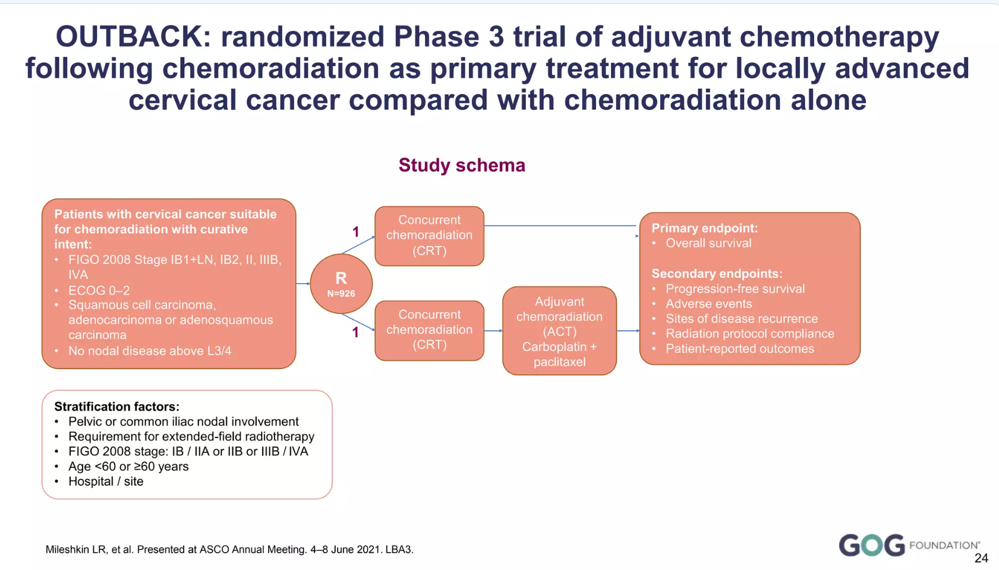 OUTBACK: randomized Phase 3 trial of adjuvant chemotherapy
following chemoradiation as primary treatment for locally advanced
cervical cancer compared with chemoradiation alone
Study schema
Patients with cervical cancer suitable
for chemoradiation with curative
intent:
• FIGO 2008 Stage IB1+LN, IB2, II, IIIB,
IVA
• ECOG 0–2
• Squamous cell carcinoma,
adenocarcinoma or adenosquamous
carcinoma
• No nodal disease above L3/4
R
N=926
1
Concurrent
chemoradiation
(CRT)
1
Concurrent
chemoradiation
(CRT)
Adjuvant
chemoradiation
(ACT)
Carboplatin +
paclitaxel
Primary endpoint:
• Overall survival
Secondary endpoints:
• Progression-free survival
• Adverse events
• Sites of disease recurrence
• Radiation protocol compliance
• Patient-reported outcomes
Stratification factors:
• Pelvic or common iliac nodal involvement
• Requirement for extended-field radiotherapy
• FIGO 2008 stage: IB / IIA or IIB or IIIB / IVA
• Age <60 or ≥60 years
• Hospital / site
Mileshkin LR, et al. Presented at ASCO Annual Meeting. 4–8 June 2021. LBA3.
GOG FOUNDATION®
24